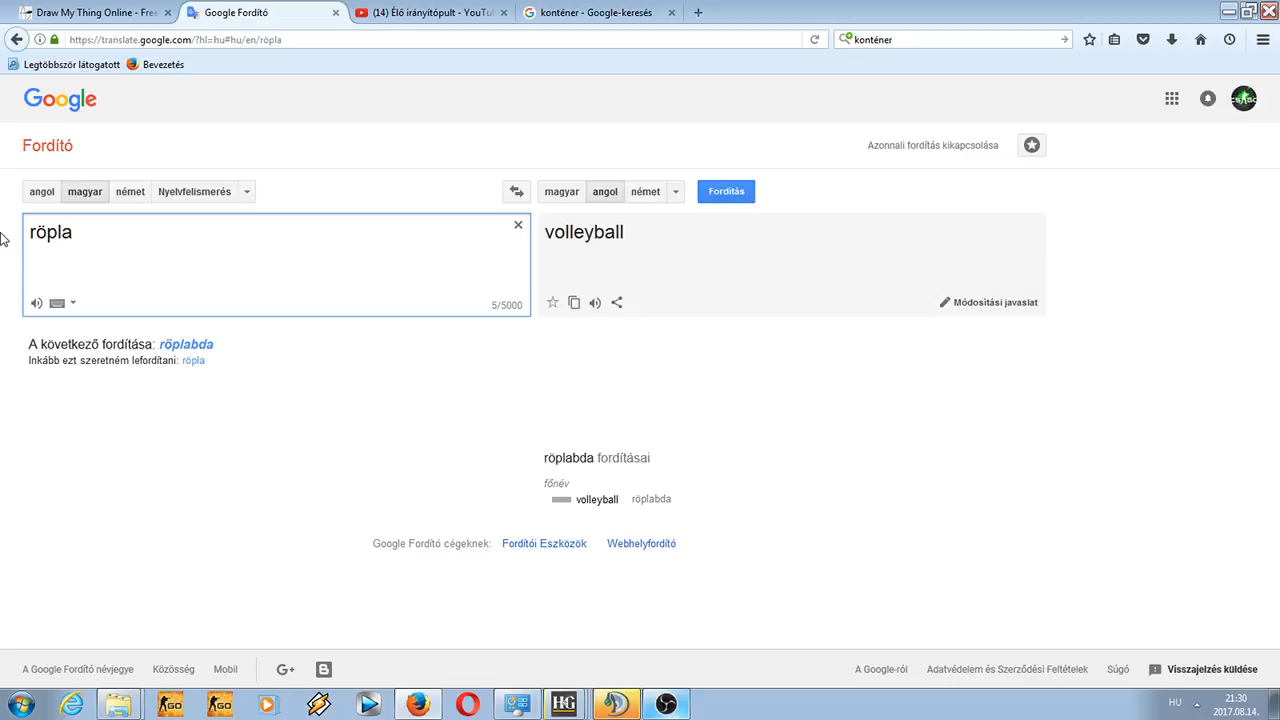 Draw My Thing Online - Free
Google Fordító
(14) Élő irányítópult - YouTu
konténer - Google-keresés
https://translate.google.com/?hl=hu#hu/en/röpla
konténer
Legtöbbször látogatott
Bevezetés
Google
Fordító
Azonnali fordítás kikapcsolása
angol magyar német Nyelvfelismerés
magyar angol német
Fordítás
röpla
volleyball
5/5000
Módosítási javaslat
A következő fordítása: röplabda
Inkább ezt szeretném lefordítani: röpla
röplabda fordításai
főnév
volleyball röplabda
Google Fordító cégeknek: Fordítói Eszközök Webhelyfordító
A Google Fordító névjegye Közösség Mobil G+
A Google-ról Adatvédelem és Szerződési Feltételek Súgó Visszajelzés küldése
HU
21:30
2017.08.14.